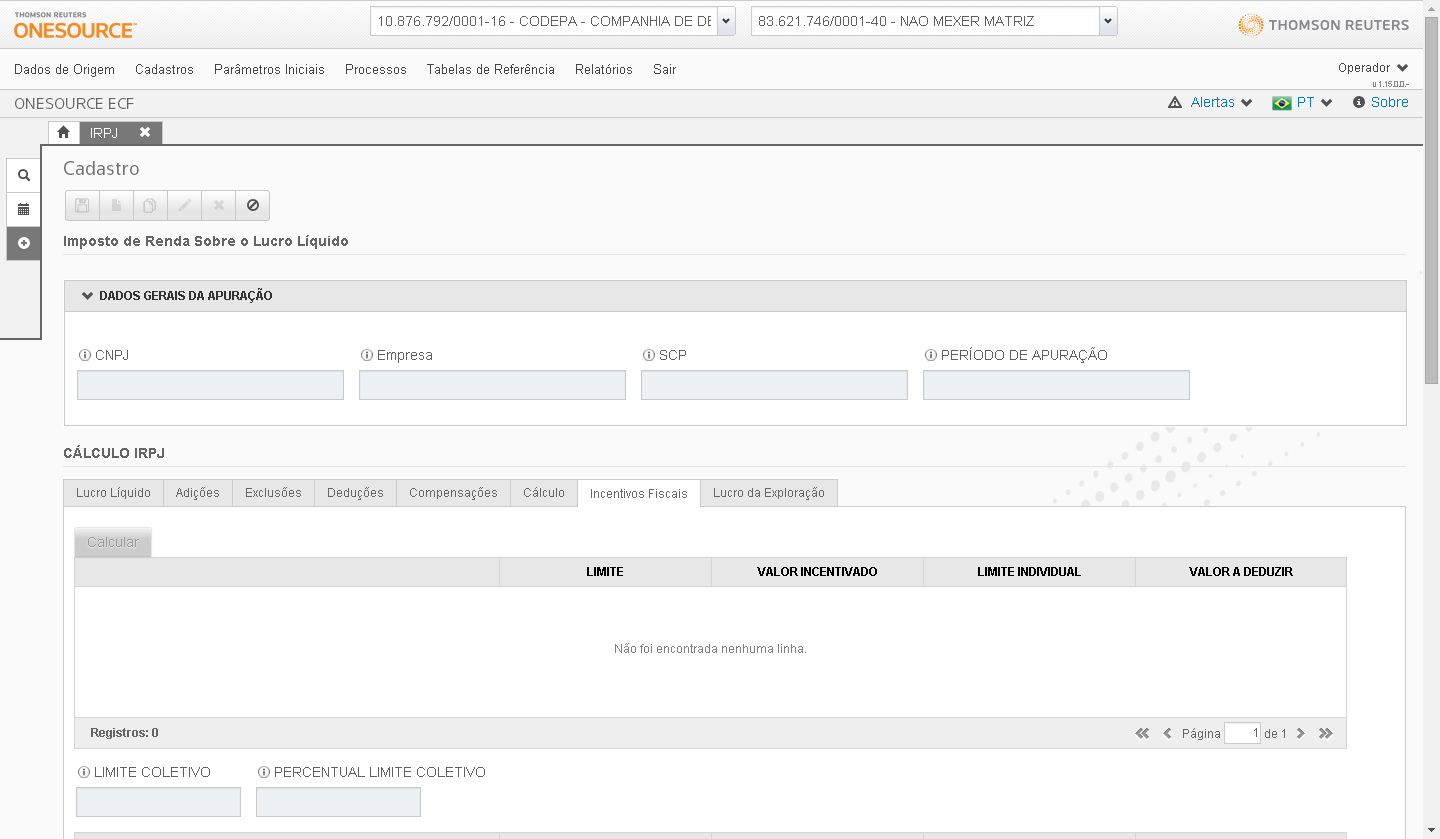 THOMSON REUTERS
ONESOURCE™
10.876.792/0001-16 - CODEPA - COMPANHIA DE DE
83.621.746/0001-40 - NAO MEXER MATRIZ
THOMSON REUTERS
Dados de Origem Cadastros Parâmetros Iniciais Processos Tabelas de Referência Relatórios Sair
Operador
u 1.15.0.0.-
ONESOURCE ECF
Alertas PT Sobre
IRPJ
Cadastro
Imposto de Renda Sobre o Lucro Líquido
DADOS GERAIS DA APURAÇÃO
CNPJ Empresa SCP PERÍODO DE APURAÇÃO
CÁLCULO IRPJ
Lucro Líquido Adições Exclusões Deduções Compensações Cálculo Incentivos Fiscais Lucro da Exploração
Calcular
LIMITE VALOR INCENTIVADO LIMITE INDIVIDUAL VALOR A DEDUZIR
Não foi encontrada nenhuma linha.
Registros: 0
Página 1 de 1
LIMITE COLETIVO PERCENTUAL LIMITE COLETIVO